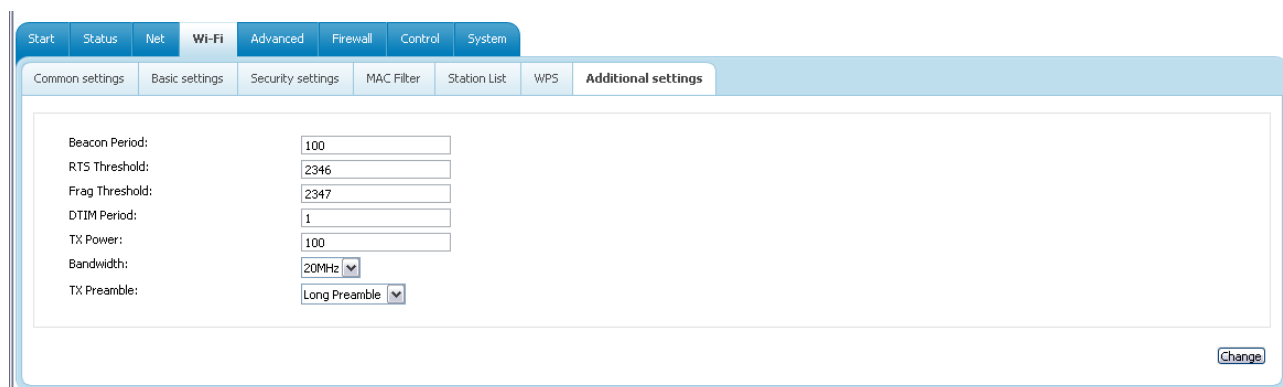 Start Status Net Wi-Fi Advanced Firewall Control System
Common settings Basic settings Security settings MAC Filter Station List WPS Additional settings
Beacon Period: 100
RTS Threshold: 2346
Frag Threshold: 2347
DTIM Period: 1
TX Power: 100
Bandwidth: 20MHz
TX Preamble: Long Preamble
Change